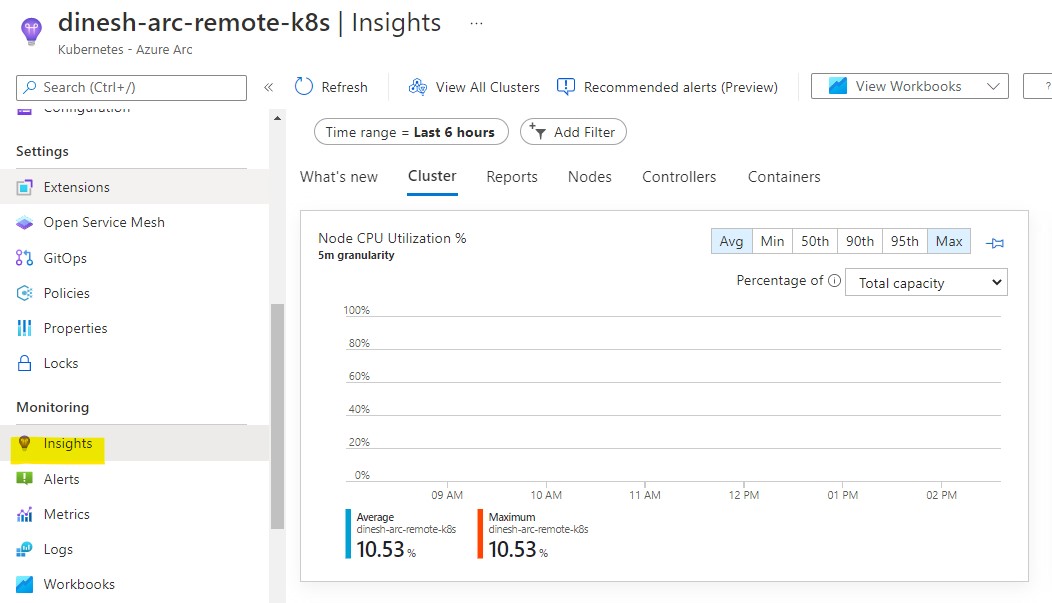 dinesh-arc-remote-k8s | Insights ...
Kubernetes - Azure Arc
Search (Ctrl+/)
«
Refresh
View All Clusters
Recommended alerts (Preview)
View Workbooks
?
Configuration
Settings
Extensions
Open Service Mesh
GitOps
Policies
Properties
Locks
Monitoring
Insights
Alerts
Metrics
Logs
Workbooks
Time range = Last 6 hours
Add Filter
What's new
Cluster
Reports
Nodes
Controllers
Containers
Node CPU Utilization %
5m granularity
Avg
Min
50th
90th
95th
Max
Percentage of
Total capacity
100%
80%
60%
40%
20%
0%
09 AM
10 AM
11 AM
12 PM
01 PM
02 PM
Average
dinesh-arc-remote-k8s
10.53 %
Maximum
dinesh-arc-remote-k8s
10.53 %